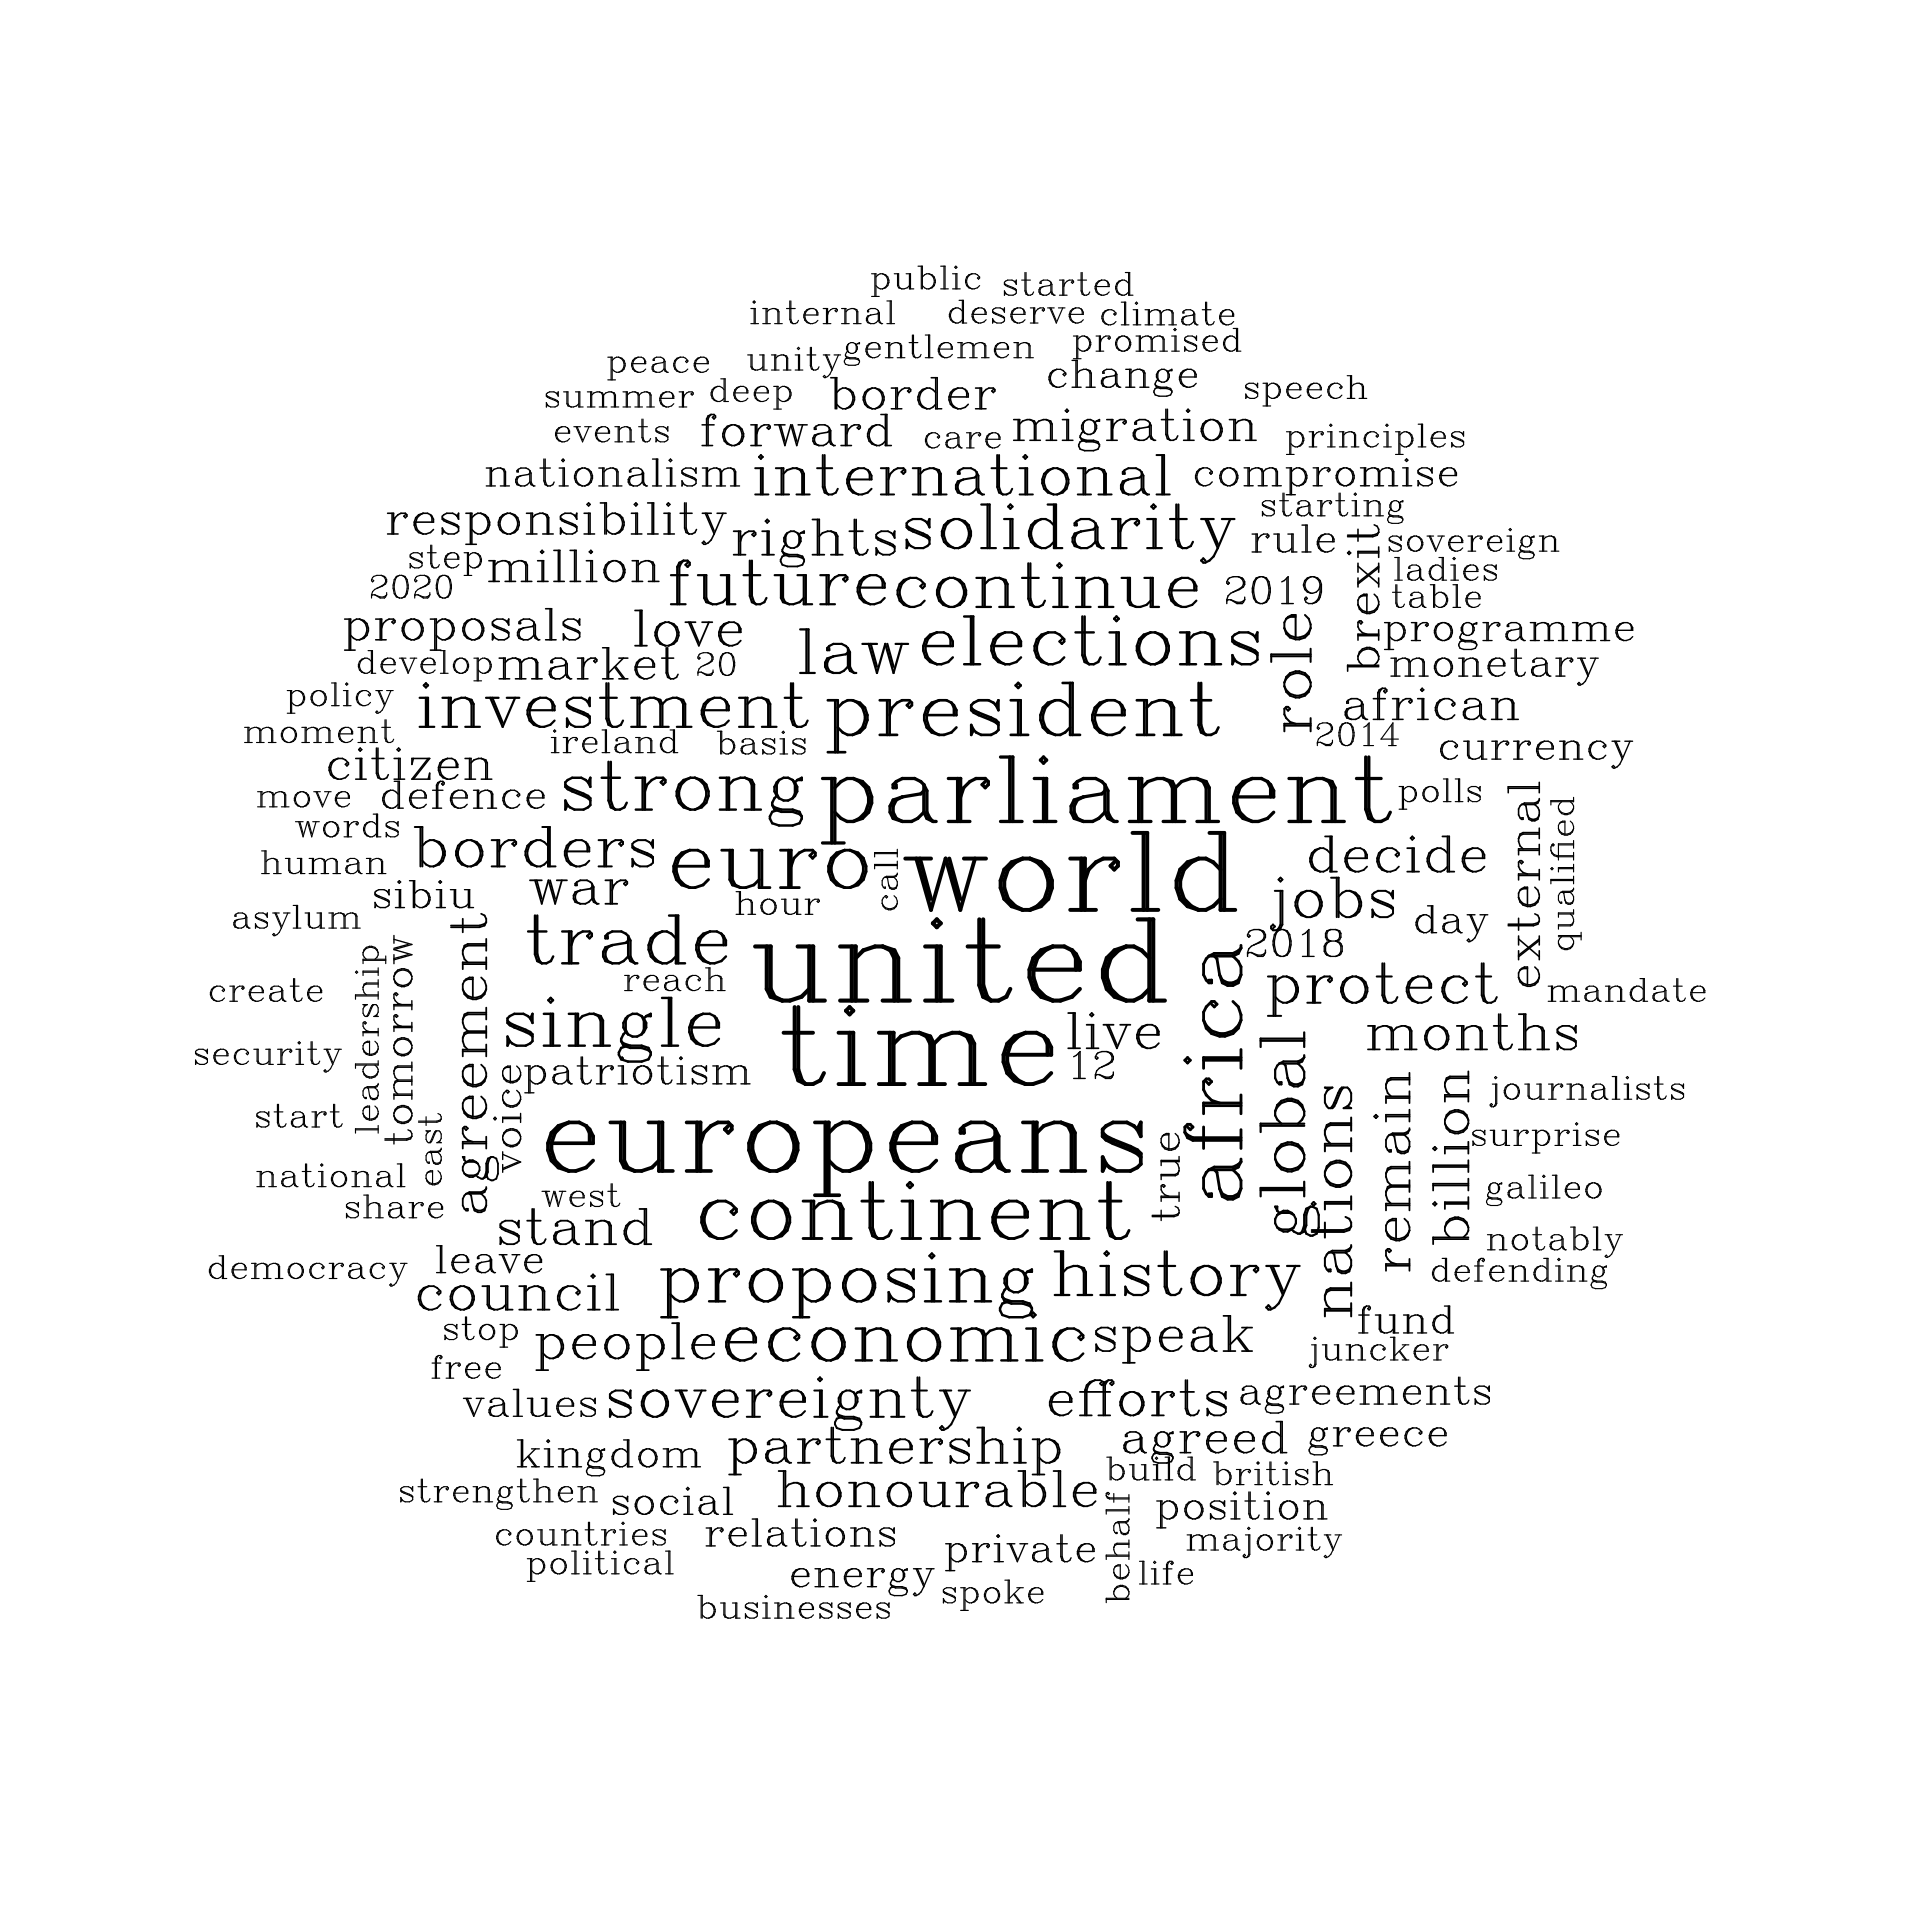 public started
internal deserve climate
peace unity gentlemen promised
summer deep border change speech
events forward care migration principles
nationalism international compromise
responsibility rights solidarity starting
step million rule brexit sovereign
2020 future continue 2019 ladies
table
proposals love law elections role programme
develop market 20 monetary
policy investment president african
moment ireland basis 2014 currency
citizen strong parliament
move defence polls
words borders euro call world decide external qualified
human
sibiu war hour jobs day
asylum agreement trade united africa 2018
leadership tomorrow reach protect
create mandate
single time live global months
security patriotism 12
voice nations remain billion journalists
start east europeans true surprise
national west galileo
share stand continent notably
democracy leave proposing history defending
council
stop people economic speak fund
free juncker
values sovereignty efforts agreements
kingdom partnership agreed greece
strengthen honourable build british
social behalf position
countries relations majority
political energy private life
businesses spoke